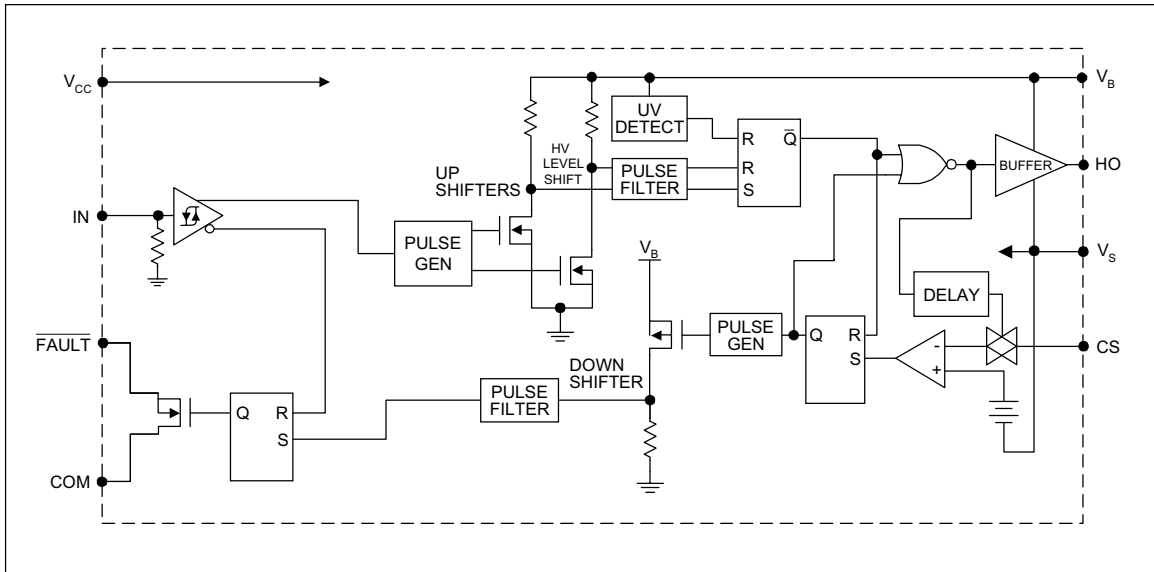 V_CC
V_B
UV
DETECT
R
Q̅
HV
LEVEL
SHIFT
PULSE
FILTER
R
S
BUFFER
HO
UP
SHIFTERS
IN
PULSE
GEN
V_B
V_S
DELAY
F̅A̅U̅L̅T̅
PULSE
GEN
Q
R
S
-
+
CS
DOWN
SHIFTER
PULSE
FILTER
Q
R
S
COM